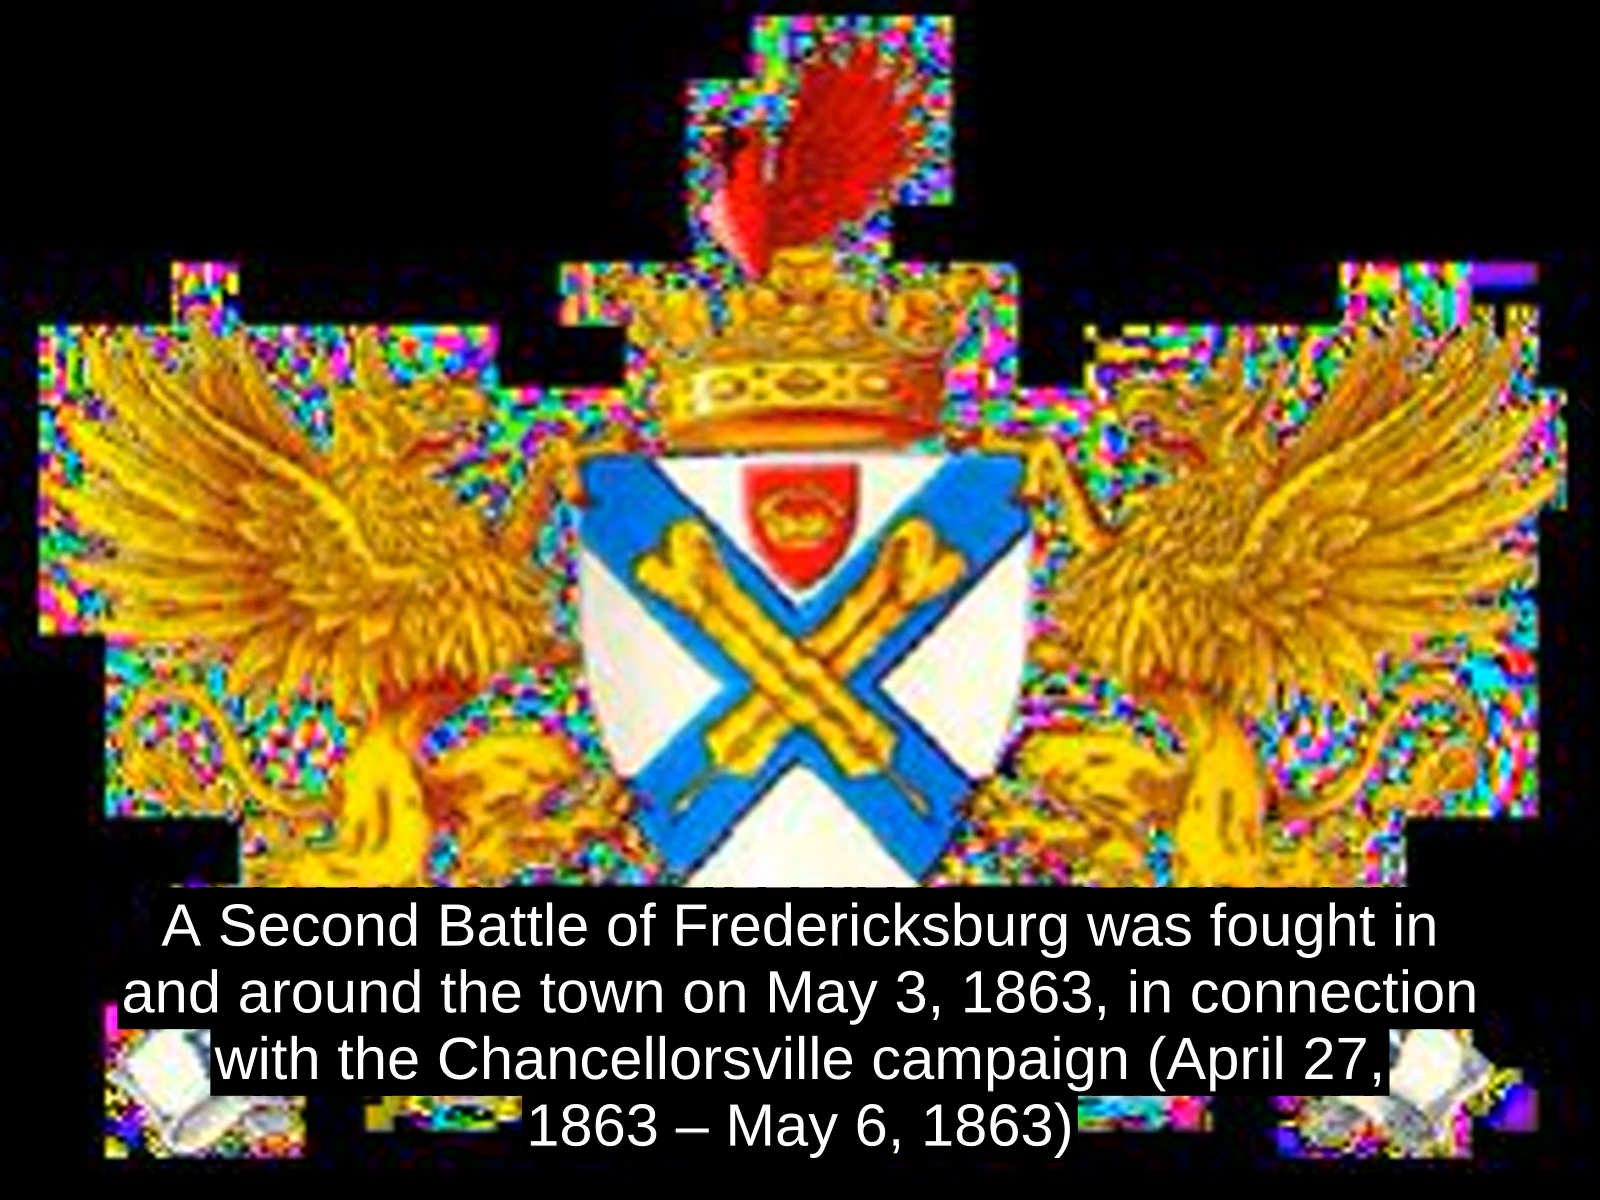 A Second Battle of Fredericksburg was fought in
and around the town on May 3, 1863, in connection
with the Chancellorsville campaign (April 27,
1863 – May 6, 1863)